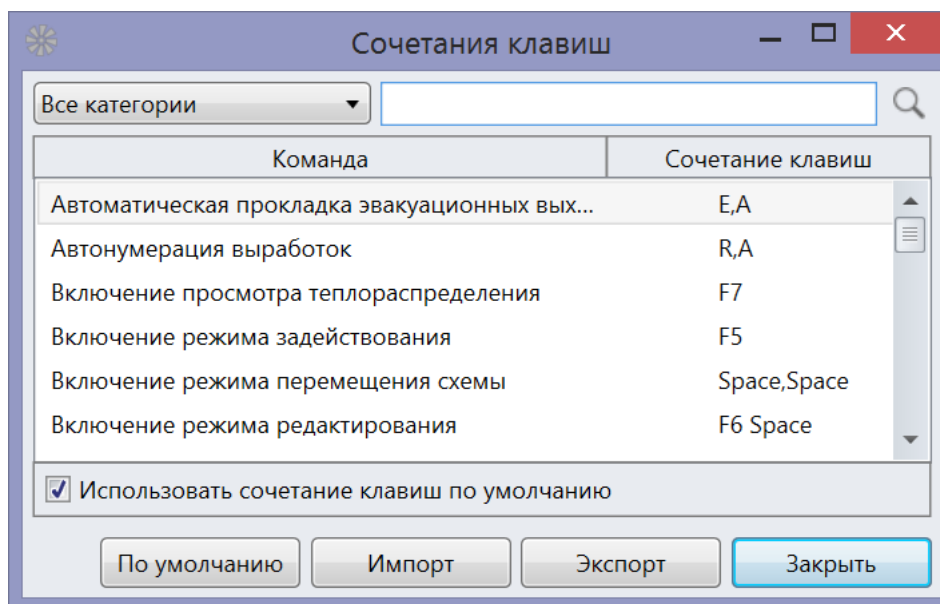 Сочетания клавиш
Все категории
Команда Сочетание клавиш
Автоматическая прокладка эвакуационных вых... E,A
Автонумерация выработок R,A
Включение просмотра теплораспределения F7
Включение режима задействования F5
Включение режима перемещения схемы Space,Space
Включение режима редактирования F6 Space
Использовать сочетание клавиш по умолчанию
По умолчанию Импорт Экспорт Закрыть